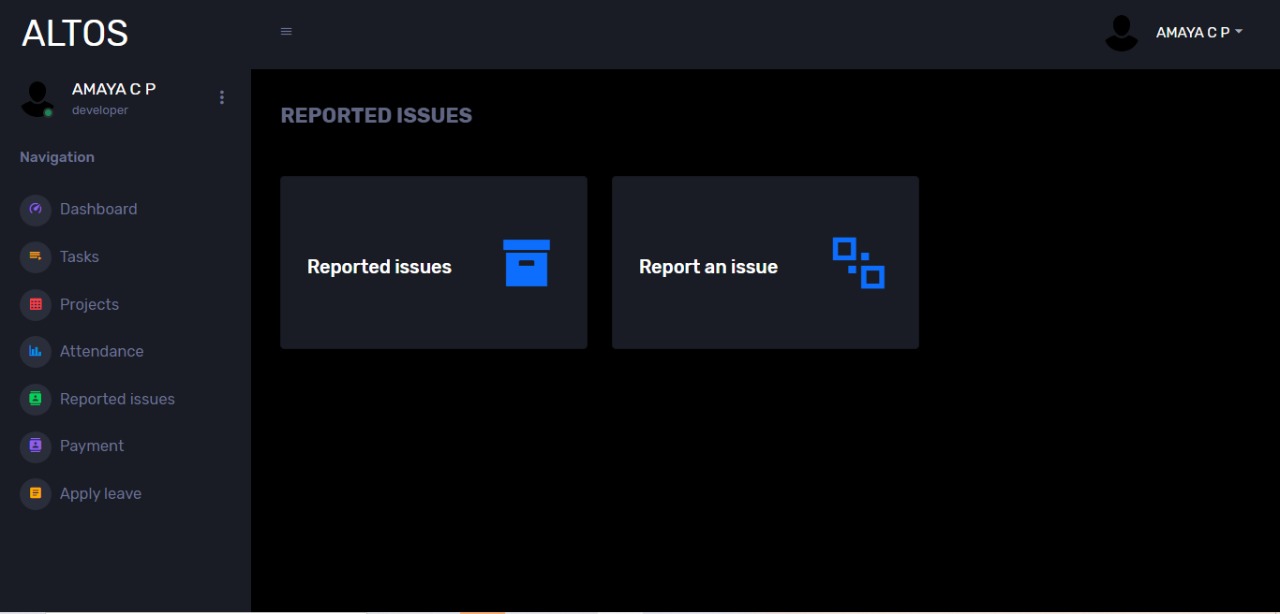 ALTOS
AMAYA C P
AMAYA C P
developer
Navigation
Dashboard
Tasks
Projects
Attendance
Reported issues
Payment
Apply leave
REPORTED ISSUES
Reported issues
Report an issue